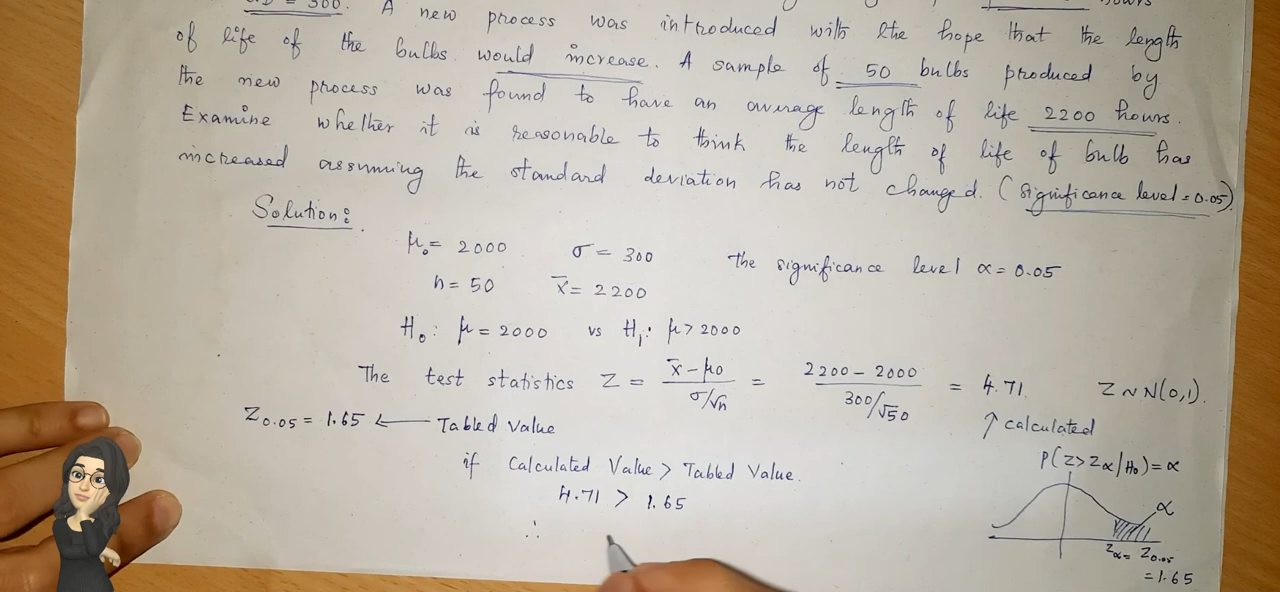 SD = 300. A new process was introduced with the hope that the length
of life of the bulbs would increase. A sample of 50 bulbs produced by
the new process was found to have an average length of life 2200 hours.
Examine whether it is reasonable to think the length of life of bulb has
increased assuming the standard deviation has not changed. (significance level = 0.05)
Solution:
μ₀ = 2000 σ = 300 The significance level α = 0.05
n = 50 x̄ = 2200
H₀: μ = 2000 vs H₁: μ > 2000
The test statistics Z = (x̄ - μ₀)/(σ/√n) = (2200 - 2000)/(300/√50) = 4.71 Z ~ N(0,1).
Z₀.₀₅ = 1.65 ← Tabled Value ↑ calculated
if Calculated Value > Tabled Value. P(Z > Zα/H₀) = α
4.71 > 1.65 α
∴
Zα = Z₀.₀₅
= 1.65